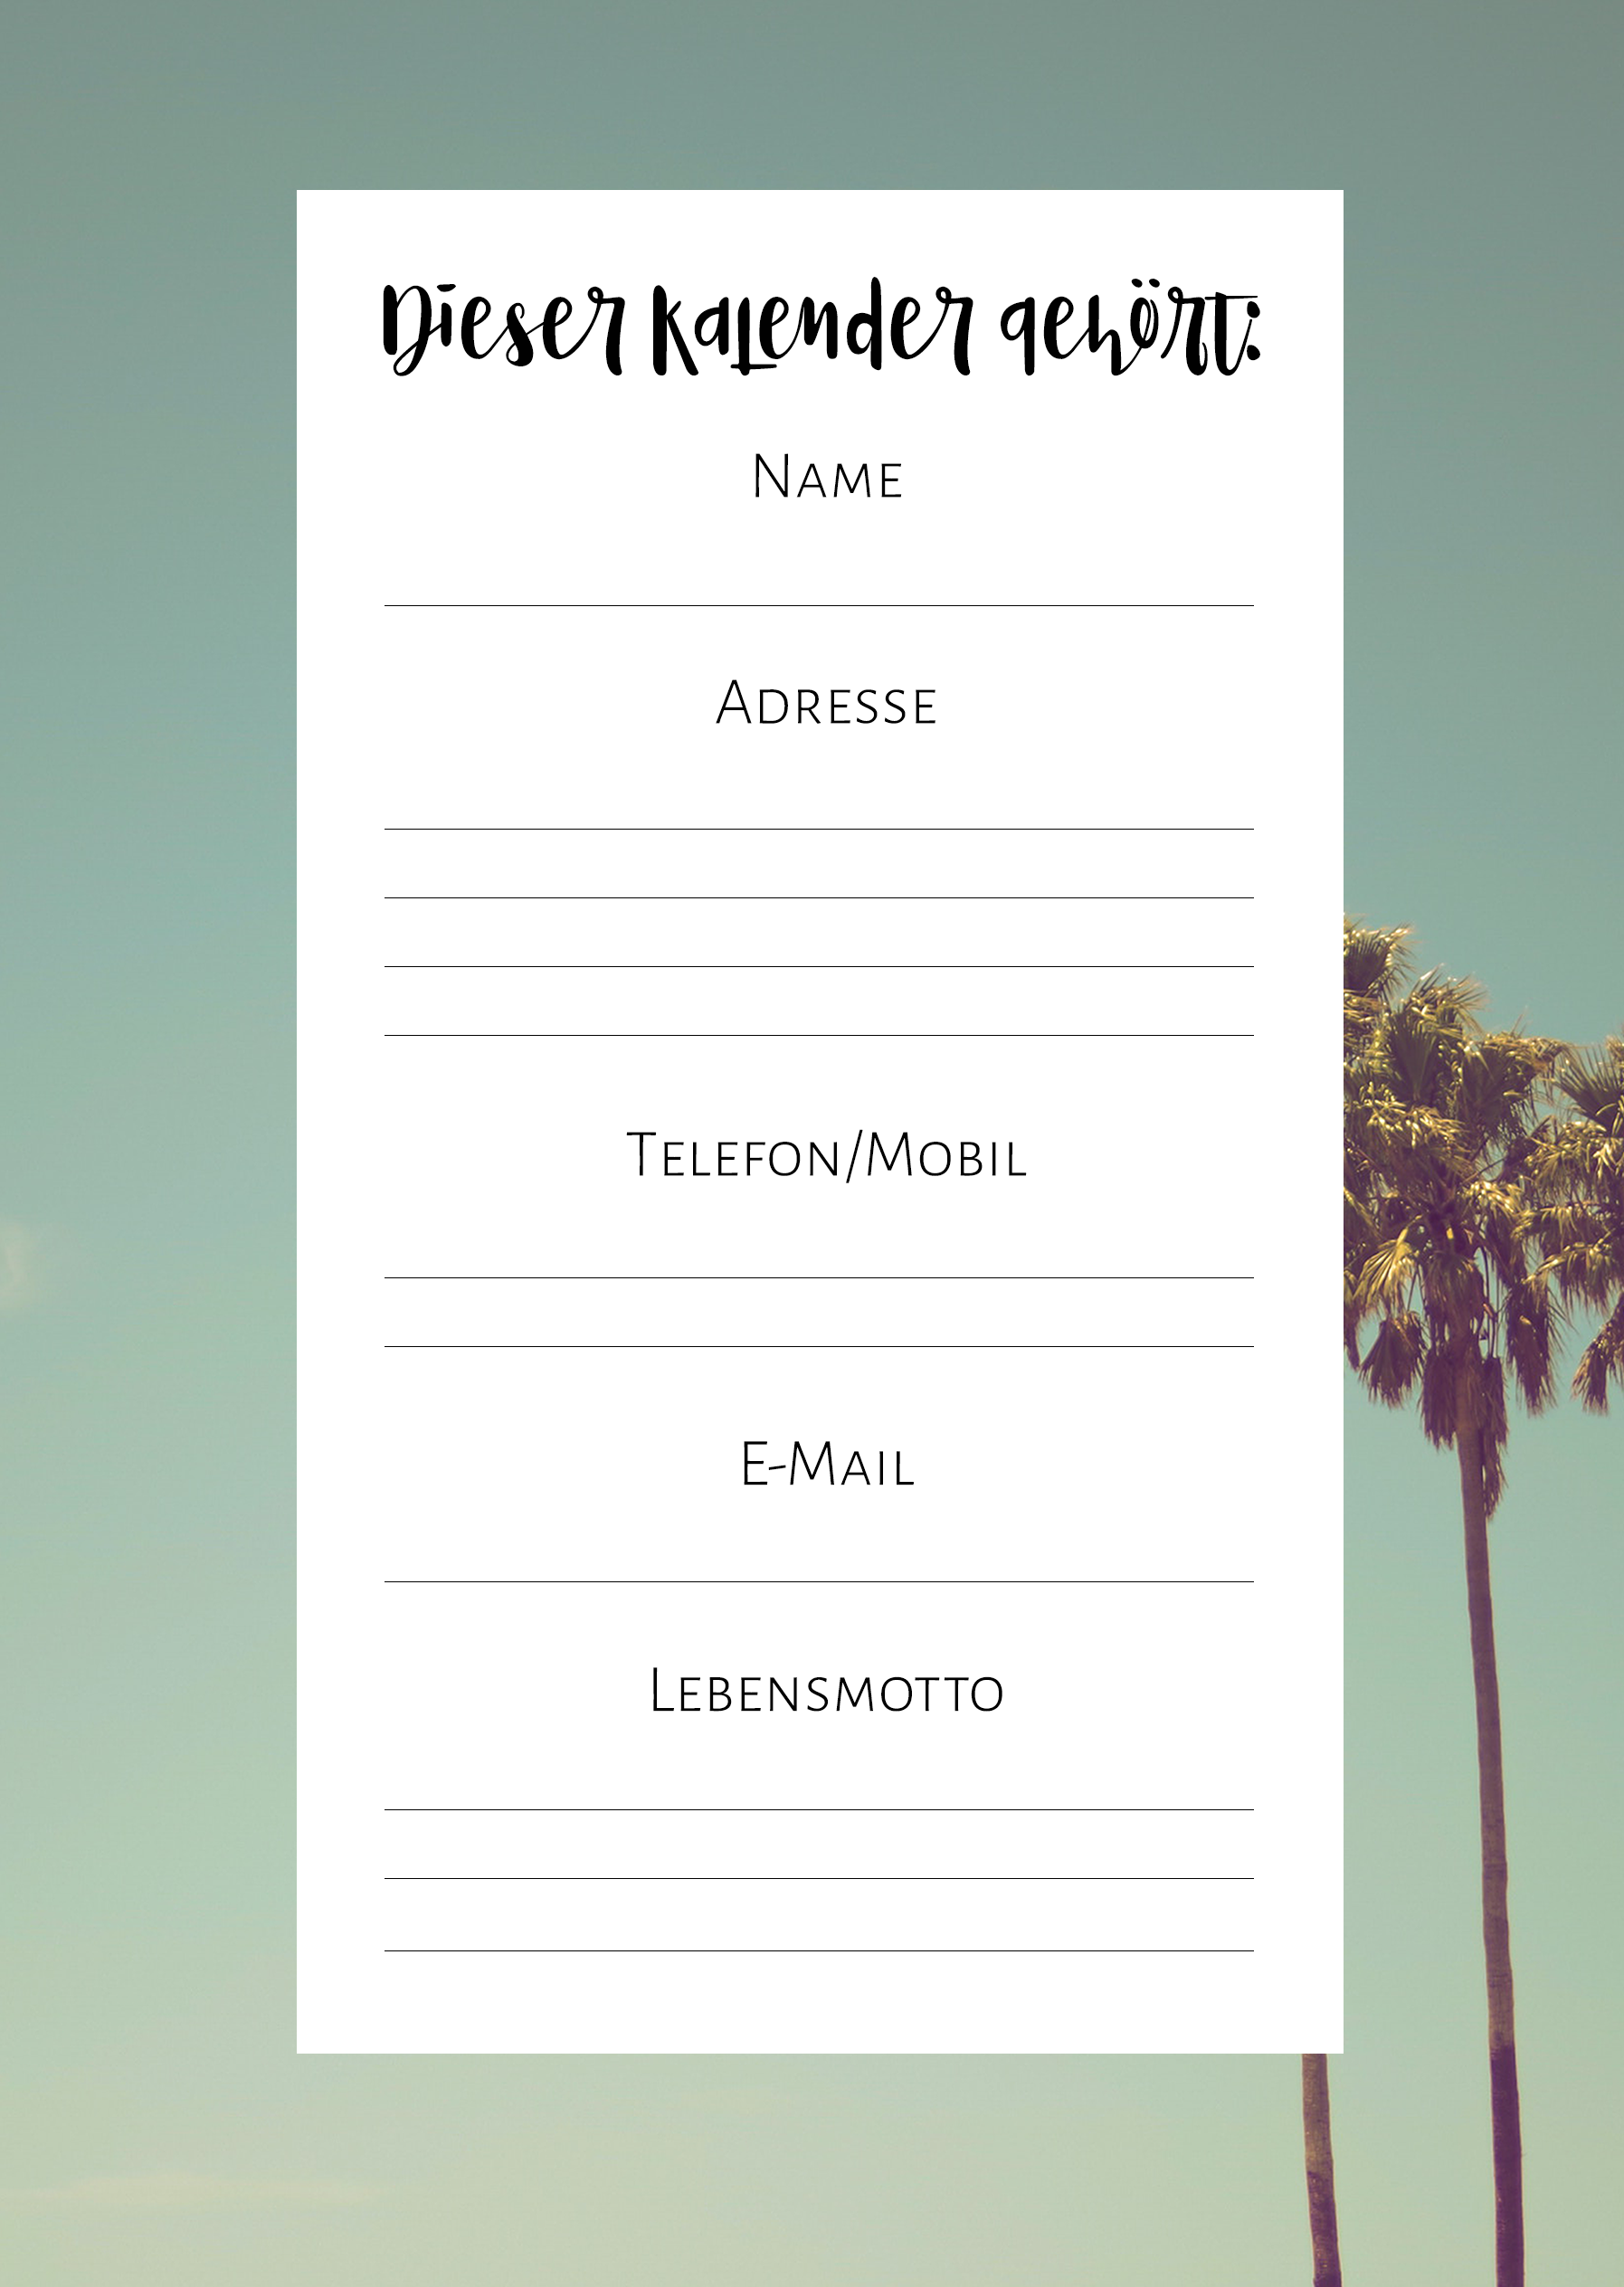 Dieser Kalender gehört:
Name
Adresse
Telefon/Mobil
E-Mail
Lebensmotto